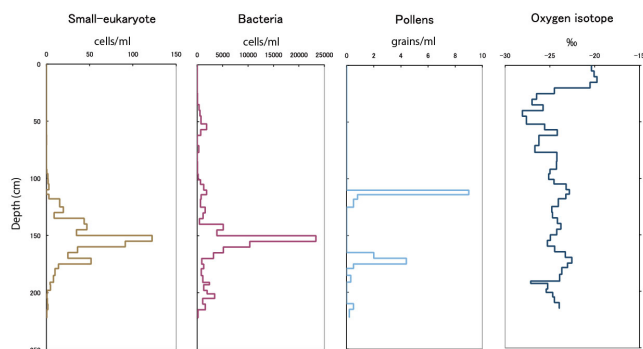 Small-eukaryote Bacteria Pollens Oxygen isotope
cells/ml cells/ml grains/ml ‰
0 50 100 150 0 5000 10000 15000 20000 25000 0 2 4 6 8 10 -30 -25 -20 -15
0
50
100
150
200
Depth (cm)